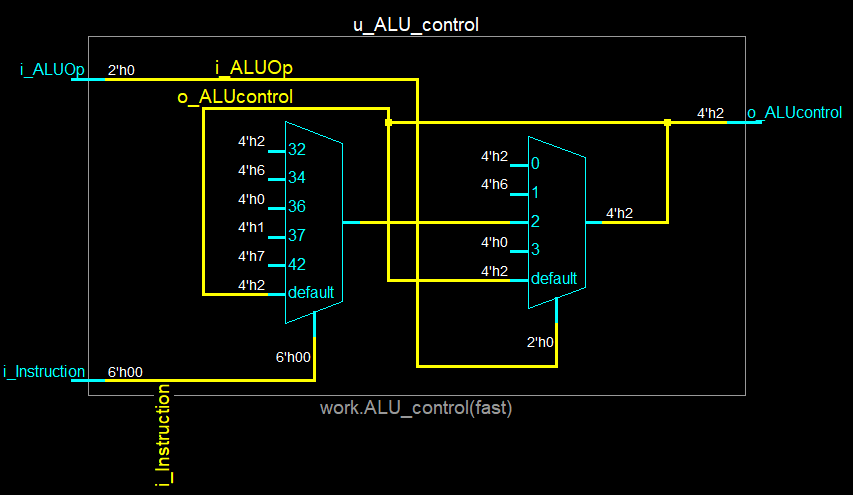 u_ALU_control
i_ALUOp
2'h0
i_ALUOp
o_ALUcontrol
4'h2
o_ALUcontrol
4'h2
32
4'h6
34
4'h0
36
4'h1
37
4'h7
42
4'h2
default
4'h2
0
4'h6
1
2
4'h2
4'h0
3
4'h2
default
2'h0
6'h00
i_Instruction
6'h00
i_Instruction
work.ALU_control(fast)